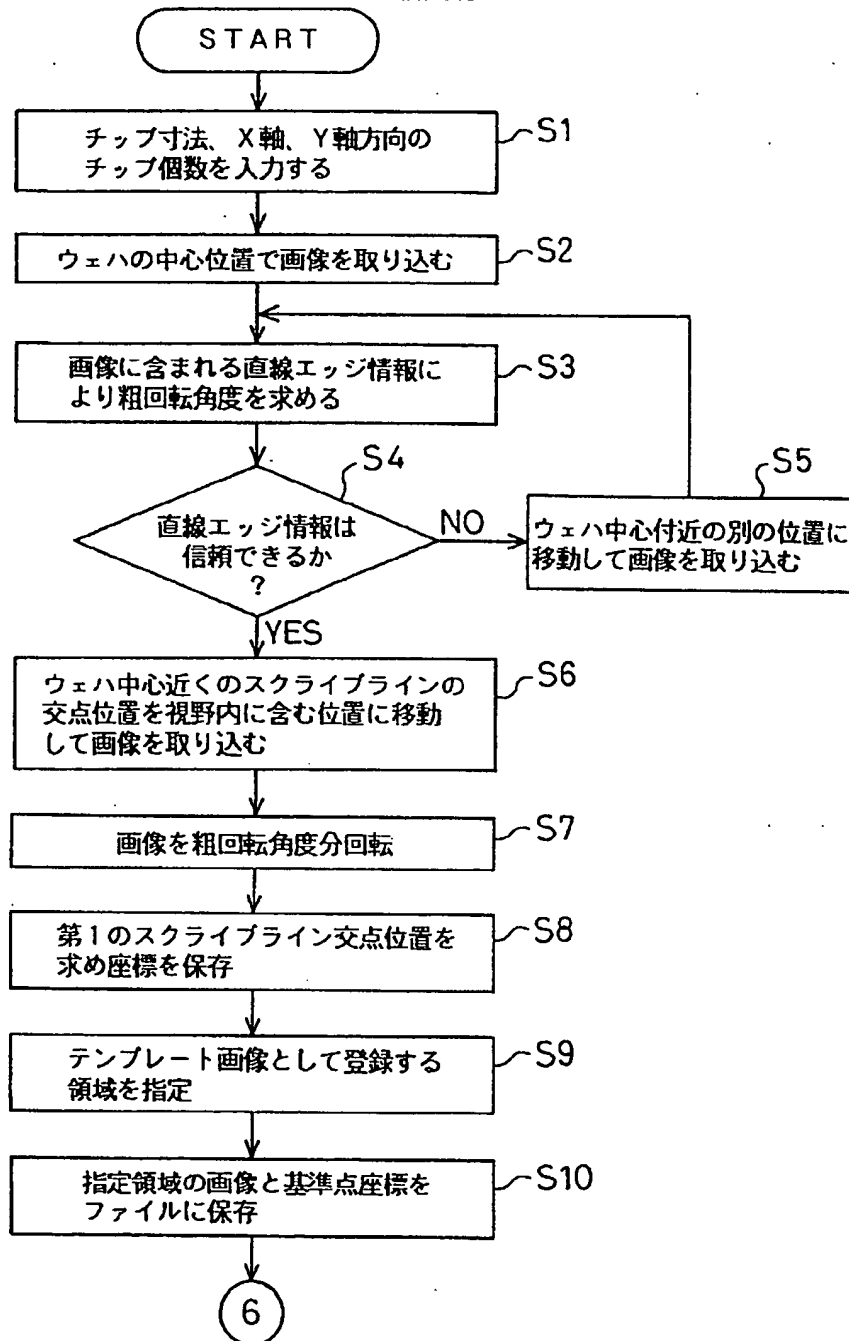 START
チップ寸法、X軸、Y軸方向の
チップ個数を入力する
S1
ウェハの中心位置で画像を取り込む
S2
画像に含まれる直線エッジ情報に
より粗回転角度を求める
S3
S4
直線エッジ情報は
信頼できるか
?
NO
YES
S5
ウェハ中心付近の別の位置に
移動して画像を取り込む
ウェハ中心近くのスクライブラインの
交点位置を視野内に含む位置に移動
して画像を取り込む
S6
画像を粗回転角度分回転
S7
第1のスクライブライン交点位置を
求め座標を保存
S8
テンプレート画像として登録する
領域を指定
S9
指定領域の画像と基準点座標を
ファイルに保存
S10
6